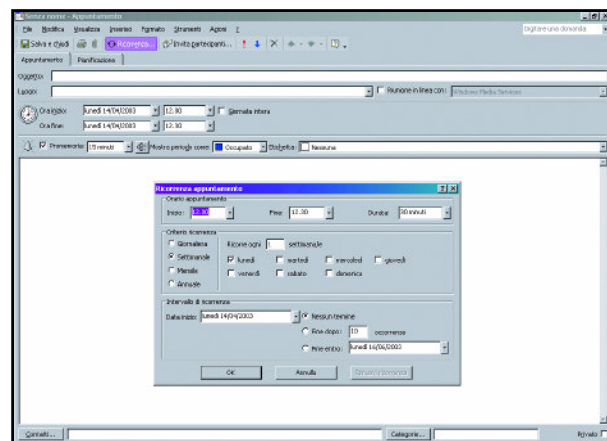 Senza nome - Appuntamento
File Modifica Visualizza Inserisci Formato Strumenti Azioni ?
Digitare una domanda
Salva e chiudi Ricorrenza... Invita partecipanti...
Appuntamento Pianificazione
Oggetto:
Luogo: Riunione in linea con: Windows Media Services
Ora inizio: lunedì 14/04/2003 12.30 Giornata intera
Ora fine: lunedì 14/04/2003 12.30
Promemoria: 15 minuti Mostra periodo come: Occupato Etichetta: Nessuna
Ricorrenza appuntamento
Orario appuntamento
Inizio: 12.30 Fine: 12.30 Durata: 30 minuti
Criterio ricorrenza
Giornaliera Ricorre ogni 1 settimana/e
Settimanale lunedì martedì mercoledì giovedì
Mensile venerdì sabato domenica
Annuale
Intervallo di ricorrenza
Data inizio: lunedì 14/04/2003 Nessun termine
Fine dopo: 10 occorrenze
Fine entro: lunedì 16/06/2003
OK Annulla Rimuovi ricorrenza
Contatti... Categorie... Privato